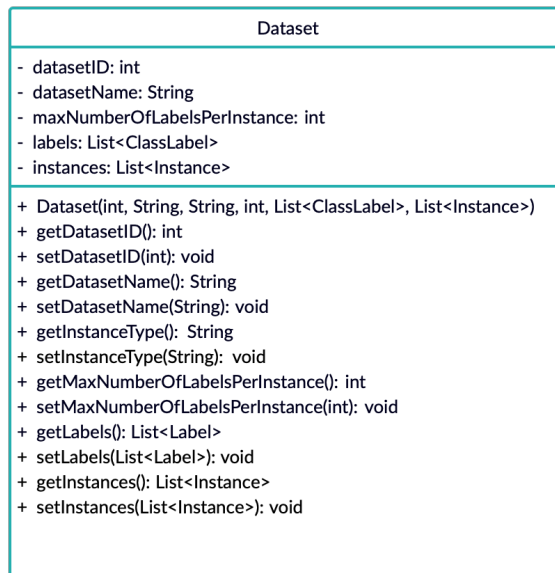 Dataset
- datasetID: int
- datasetName: String
- maxNumberOfLabelsPerInstance: int
- labels: List<ClassLabel>
- instances: List<Instance>
+ Dataset(int, String, String, int, List<ClassLabel>, List<Instance>)
+ getDatasetID(): int
+ setDatasetID(int): void
+ getDatasetName(): String
+ setDatasetName(String): void
+ getInstanceType(): String
+ setInstanceType(String): void
+ getMaxNumberOfLabelsPerInstance(): int
+ setMaxNumberOfLabelsPerInstance(int): void
+ getLabels(): List<Label>
+ setLabels(List<Label>): void
+ getInstances(): List<Instance>
+ setInstances(List<Instance>): void